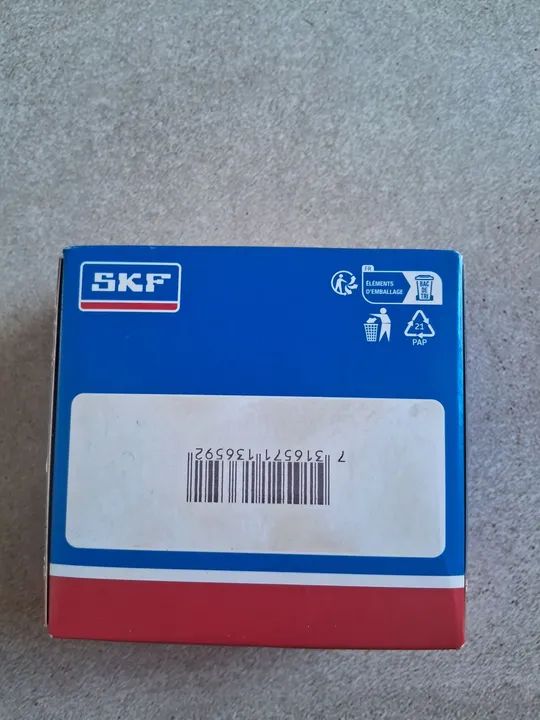 SKF
FR
ÉLÉMENTS
D'EMBALLAGE
BAC
DE
TRI
21
PAP
7 316571 136592